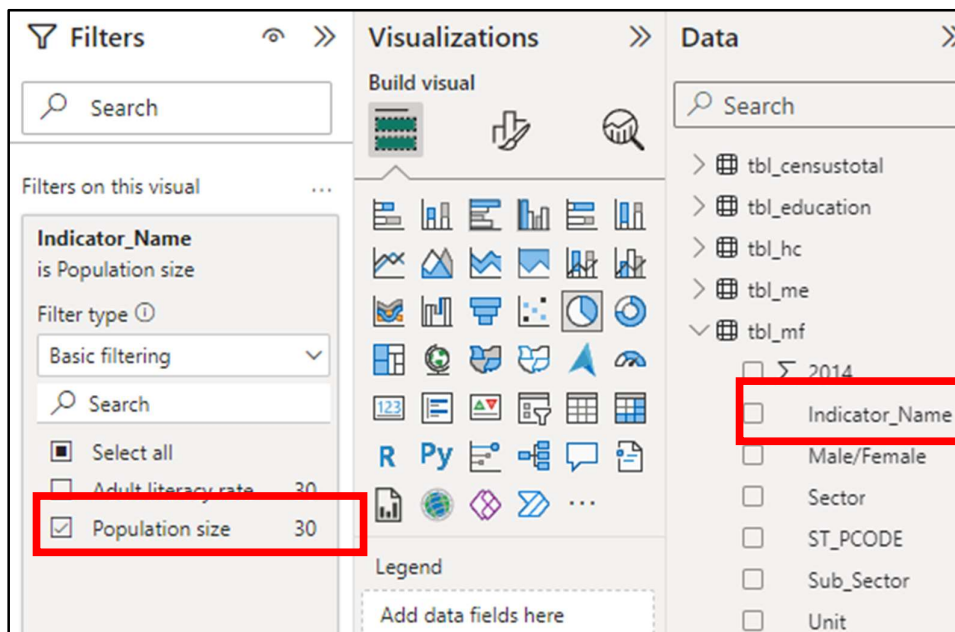 Filters
Search
Filters on this visual
...
Indicator_Name
is Population size
Filter type
Basic filtering
Search
Select all
Adult literacy rate 30
Population size 30
Visualizations
Build visual
123
R Py
...
Legend
Add data fields here
Data
Search
tbl_censustotal
tbl_education
tbl_hc
tbl_me
tbl_mf
Σ 2014
Indicator_Name
Male/Female
Sector
ST_PCODE
Sub_Sector
Unit